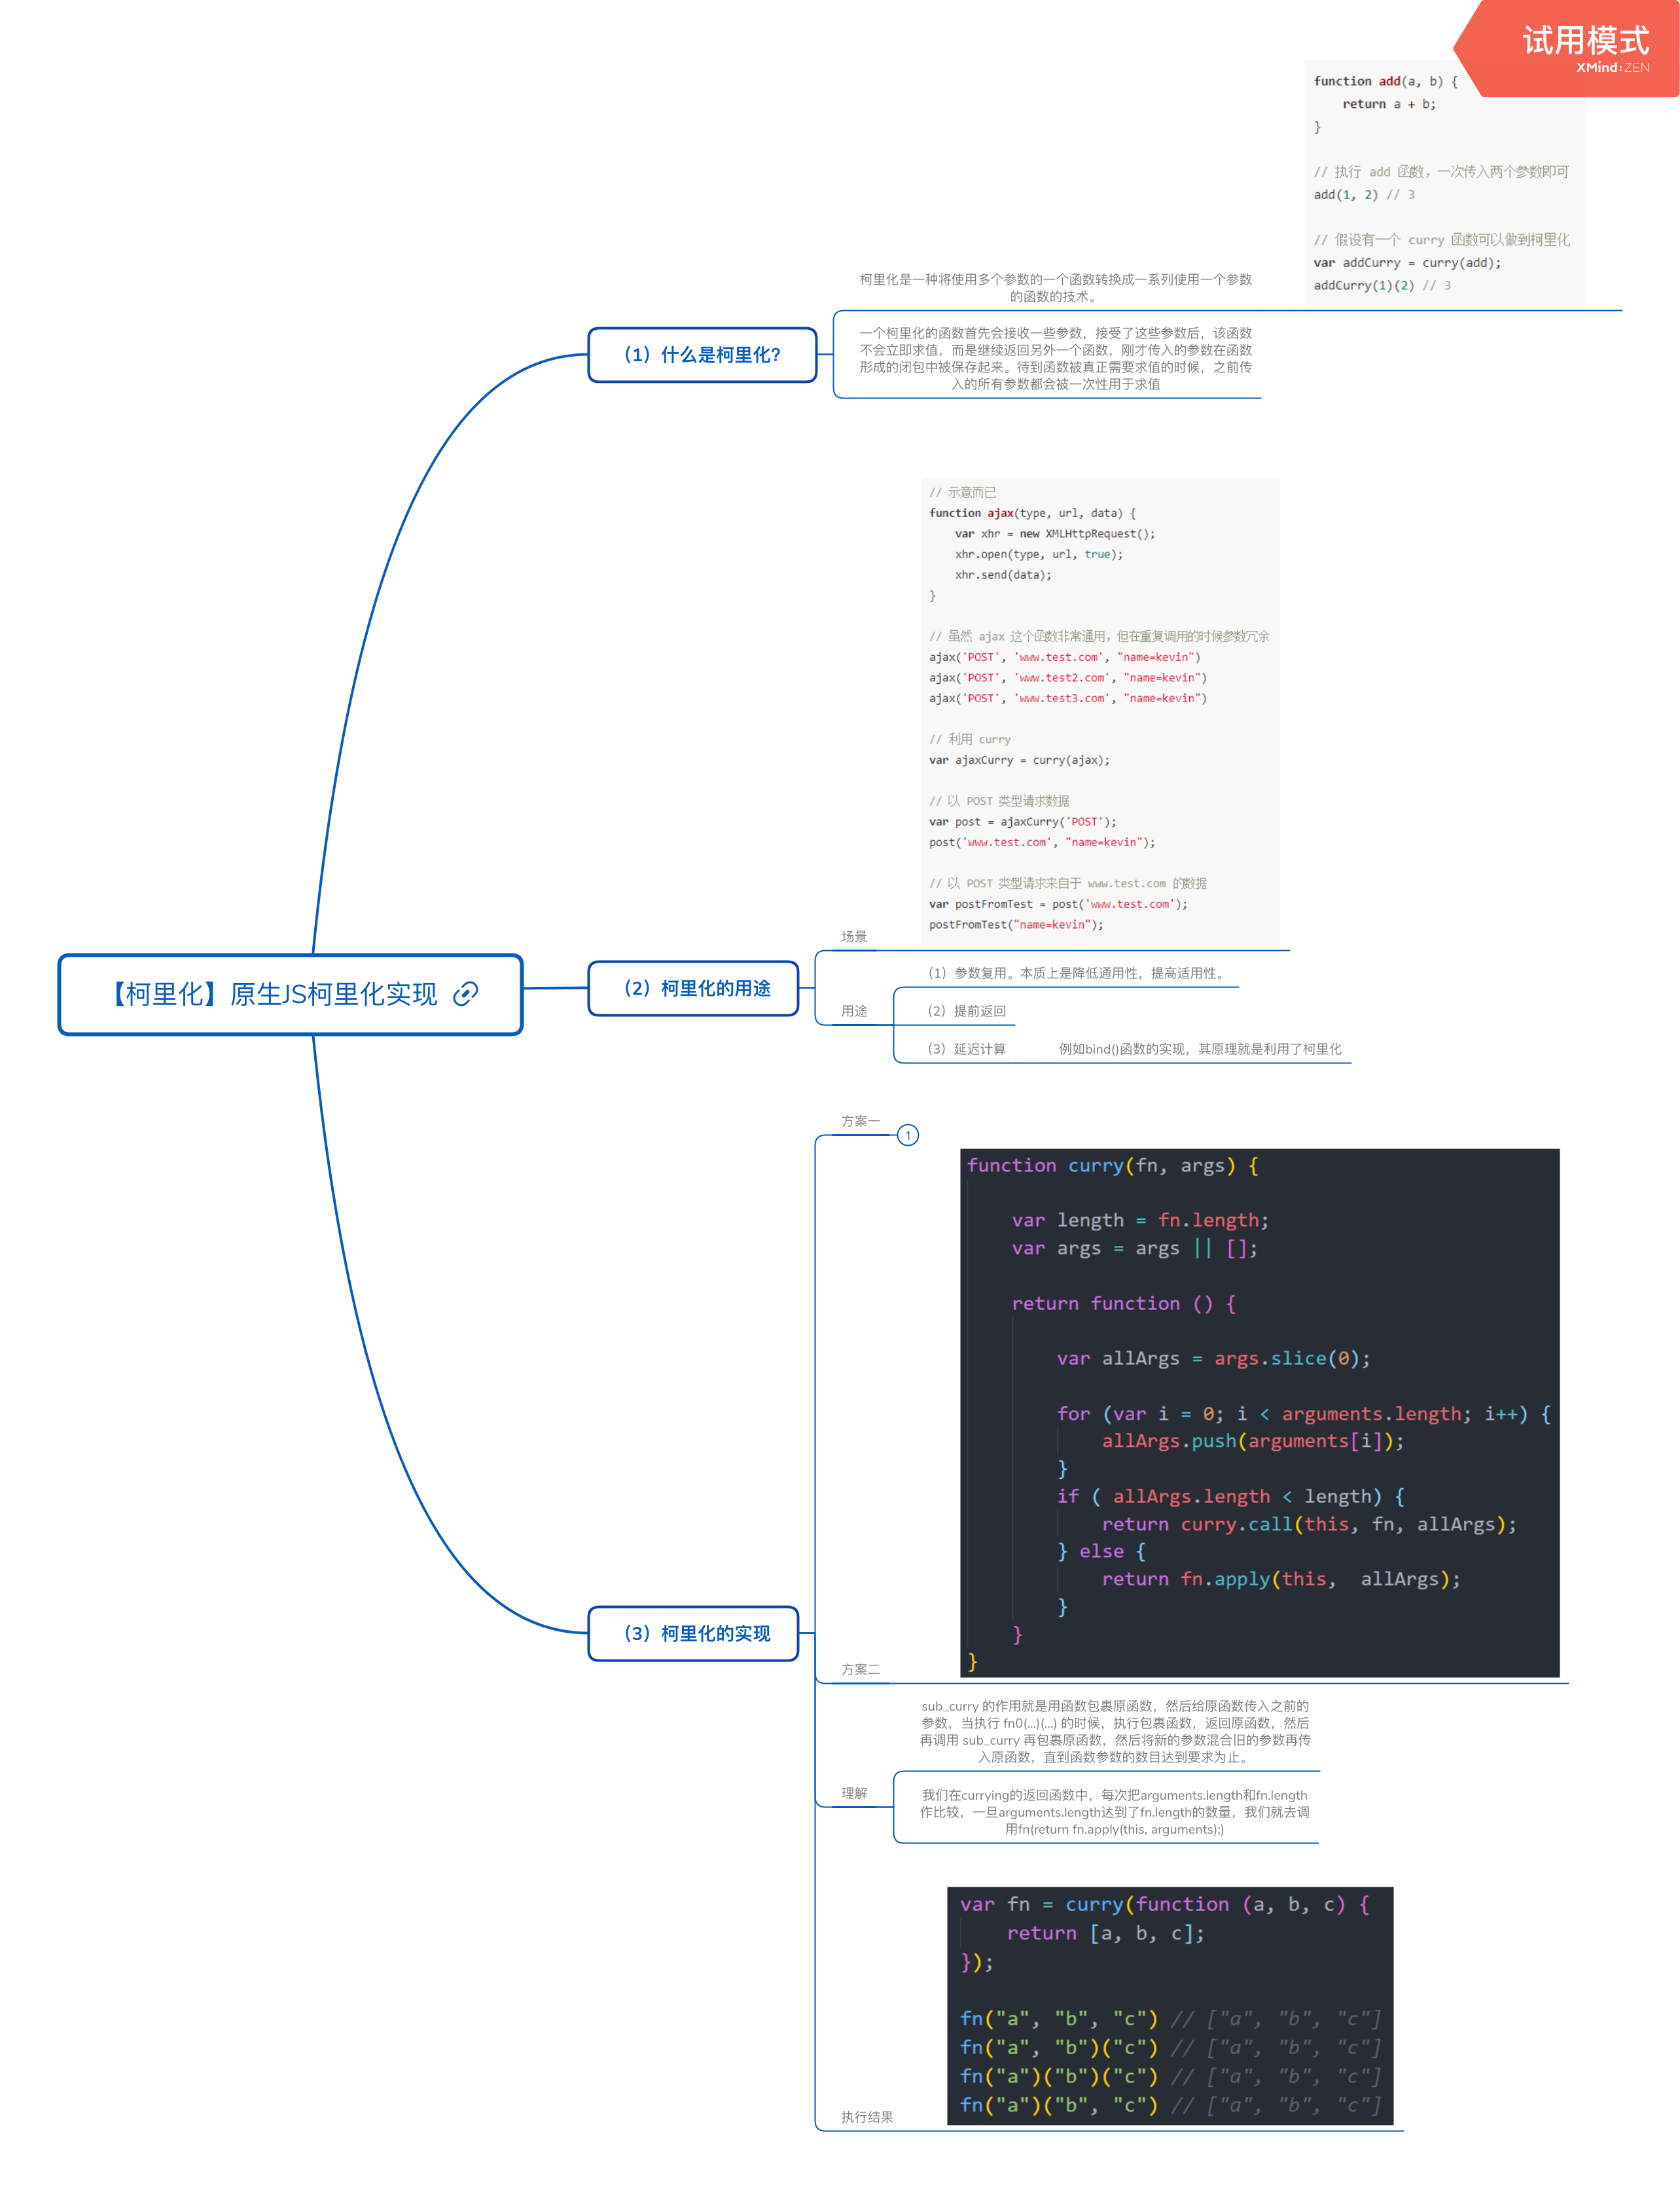 试用模式
XMind:ZEN
function add(a, b) {
    return a + b;
}
// 执行 add 函数，一次传入两个参数即可
add(1, 2) // 3
// 假设有一个 curry 函数可以做到柯里化
var addCurry = curry(add);
addCurry(1)(2) // 3
柯里化是一种将使用多个参数的一个函数转换成一系列使用一个参数
的函数的技术。
（1）什么是柯里化？
一个柯里化的函数首先会接收一些参数，接受了这些参数后，该函数
不会立即求值，而是继续返回另外一个函数，刚才传入的参数在函数
形成的闭包中被保存起来。待到函数被真正需要求值的时候，之前传
入的所有参数都会被一次性用于求值
// 示意而已
function ajax(type, url, data) {
    var xhr = new XMLHttpRequest();
    xhr.open(type, url, true);
    xhr.send(data);
}
// 虽然 ajax 这个函数非常通用，但在重复调用的时候参数冗余
ajax('POST', 'www.test.com', "name=kevin")
ajax('POST', 'www.test2.com', "name=kevin")
ajax('POST', 'www.test3.com', "name=kevin")
// 利用 curry
var ajaxCurry = curry(ajax);
// 以 POST 类型请求数据
var post = ajaxCurry('POST');
post('www.test.com', "name=kevin");
// 以 POST 类型请求来自于 www.test.com 的数据
var postFromTest = post('www.test.com');
postFromTest("name=kevin");
场景
【柯里化】原生JS柯里化实现
（2）柯里化的用途
（1）参数复用。本质上是降低通用性，提高适用性。
用途
（2）提前返回
（3）延迟计算
例如bind()函数的实现，其原理就是利用了柯里化
方案一
1
function curry(fn, args) {
    var length = fn.length;
    var args = args || [];
    return function () {
        var allArgs = args.slice(0);
        for (var i = 0; i < arguments.length; i++) {
            allArgs.push(arguments[i]);
        }
        if ( allArgs.length < length) {
            return curry.call(this, fn, allArgs);
        } else {
            return fn.apply(this,  allArgs);
        }
    }
}
（3）柯里化的实现
方案二
sub_curry 的作用就是用函数包裹原函数，然后给原函数传入之前的
参数，当执行 fn0(...)(...) 的时候，执行包裹函数，返回原函数，然后
再调用 sub_curry 再包裹原函数，然后将新的参数混合旧的参数再传
入原函数，直到函数参数的数目达到要求为止。
理解
我们在currying的返回函数中，每次把arguments.length和fn.length
作比较，一旦arguments.length达到了fn.length的数量，我们就去调
用fn(return fn.apply(this, arguments);)
var fn = curry(function (a, b, c) {
    return [a, b, c];
});
fn("a", "b", "c") // ["a", "b", "c"]
fn("a", "b")("c") // ["a", "b", "c"]
fn("a")("b")("c") // ["a", "b", "c"]
fn("a")("b", "c") // ["a", "b", "c"]
执行结果